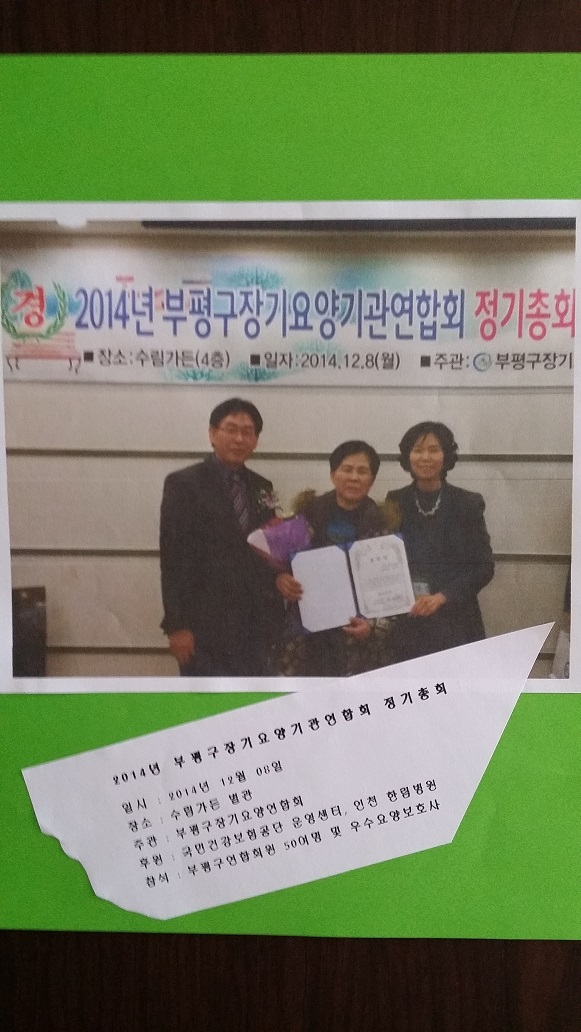 경 2014년 부평구장기요양기관연합회 정기총회
■ 장소:수림가든(4층) ■ 일자:2014.12.8(월) ■ 주관: 부평구장기
2014년 부평구장기요양기관연합회 정기총회
일시 : 2014년 12월 08일
장소 : 수림가든 별관
주관 : 부평구장기요양연합회
후원 : 국민건강보험공단 운영센터, 인천 한림병원
참석 : 부평구연합회원 50여명 및 우수요양보호사